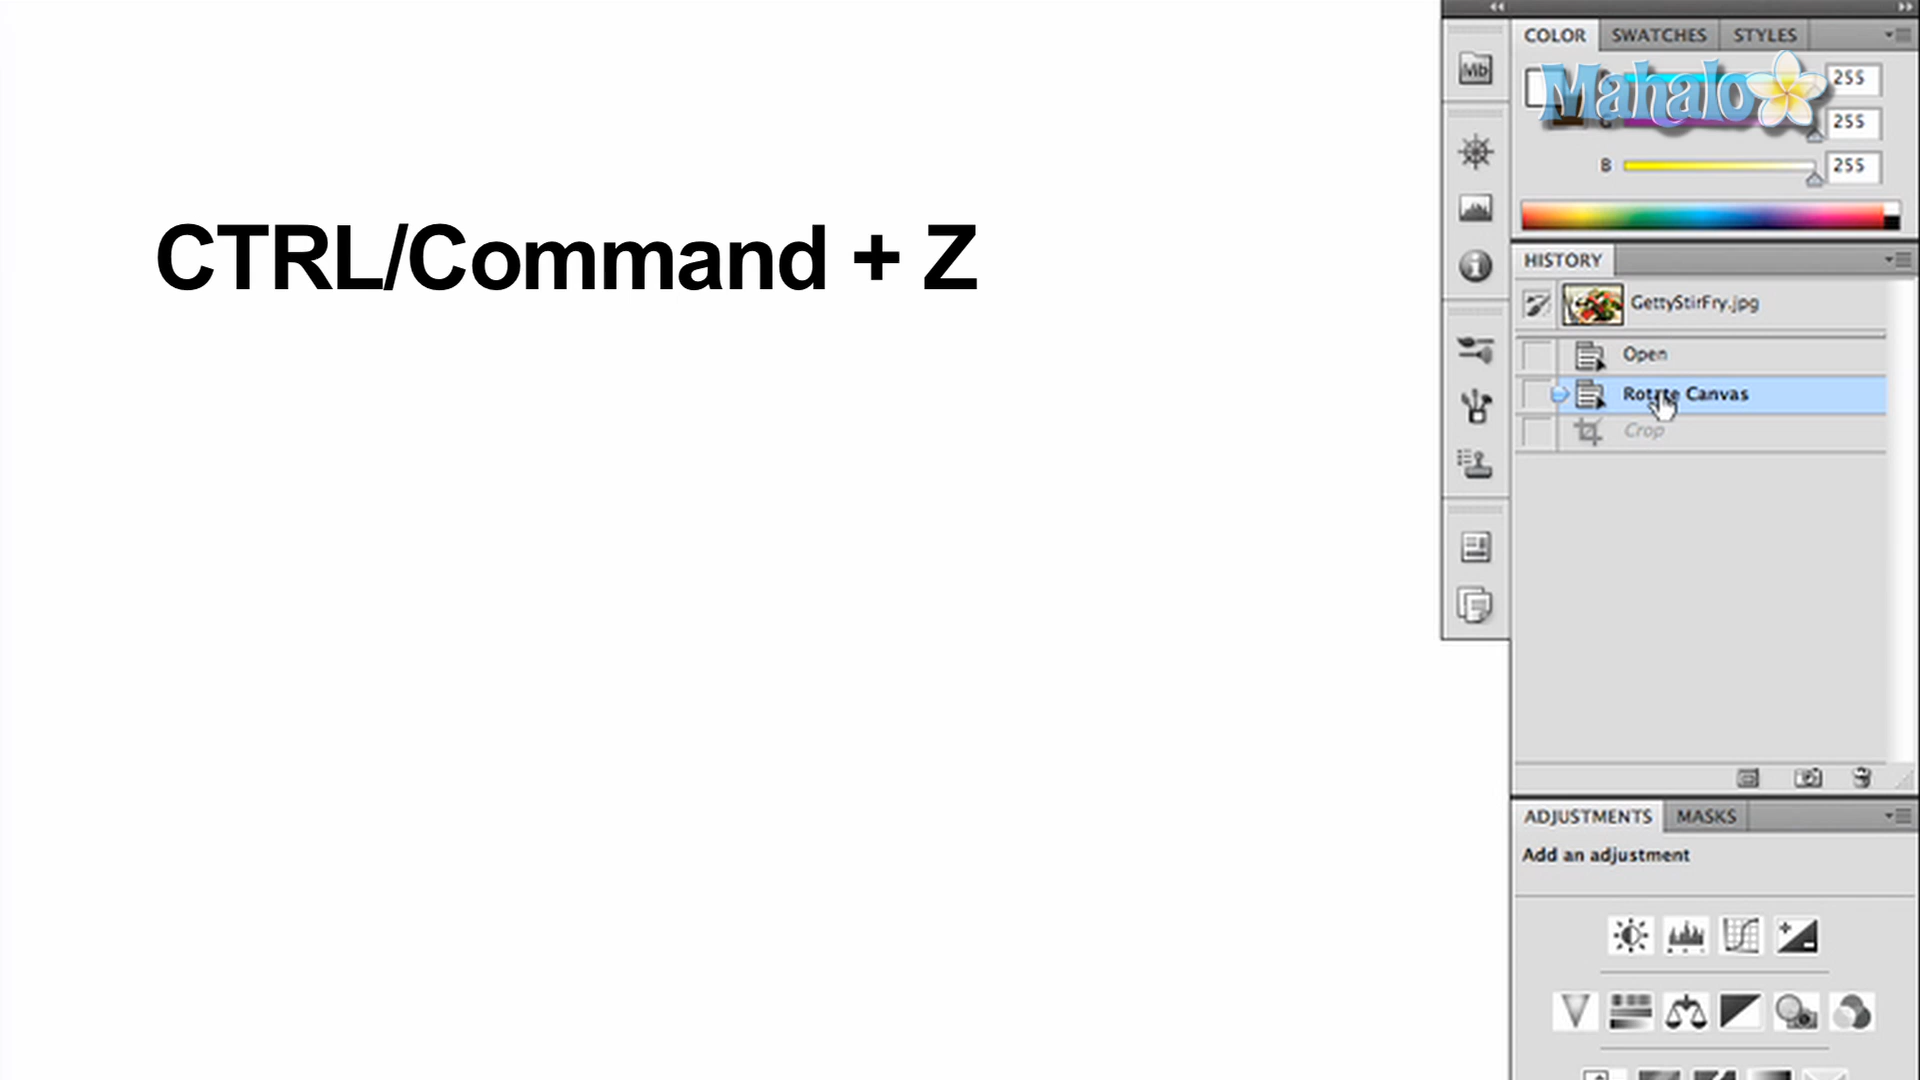 COLOR SWATCHES STYLES
Mahalo
255
255
B 255
CTRL/Command + Z
HISTORY
GettyStirFry.jpg
Open
Rotate Canvas
Crop
ADJUSTMENTS MASKS
Add an adjustment
Mb